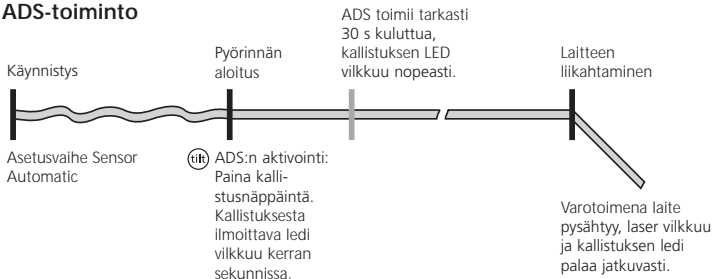 ADS-toiminto
Käynnistys
Asetusvaihe Sensor
Automatic
Pyörinnän
aloitus
tilt
ADS:n aktivointi:
Paina kalli-
stusnäppäintä.
Kallistuksesta
ilmoittava ledi
vilkkuu kerran
sekunnissa.
ADS toimii tarkasti
30 s kuluttua,
kallistuksen LED
vilkkuu nopeasti.
Laitteen
liikahtaminen
Varotoimena laite
pysähtyy, laser vilkkuu
ja kallistuksen ledi
palaa jatkuvasti.